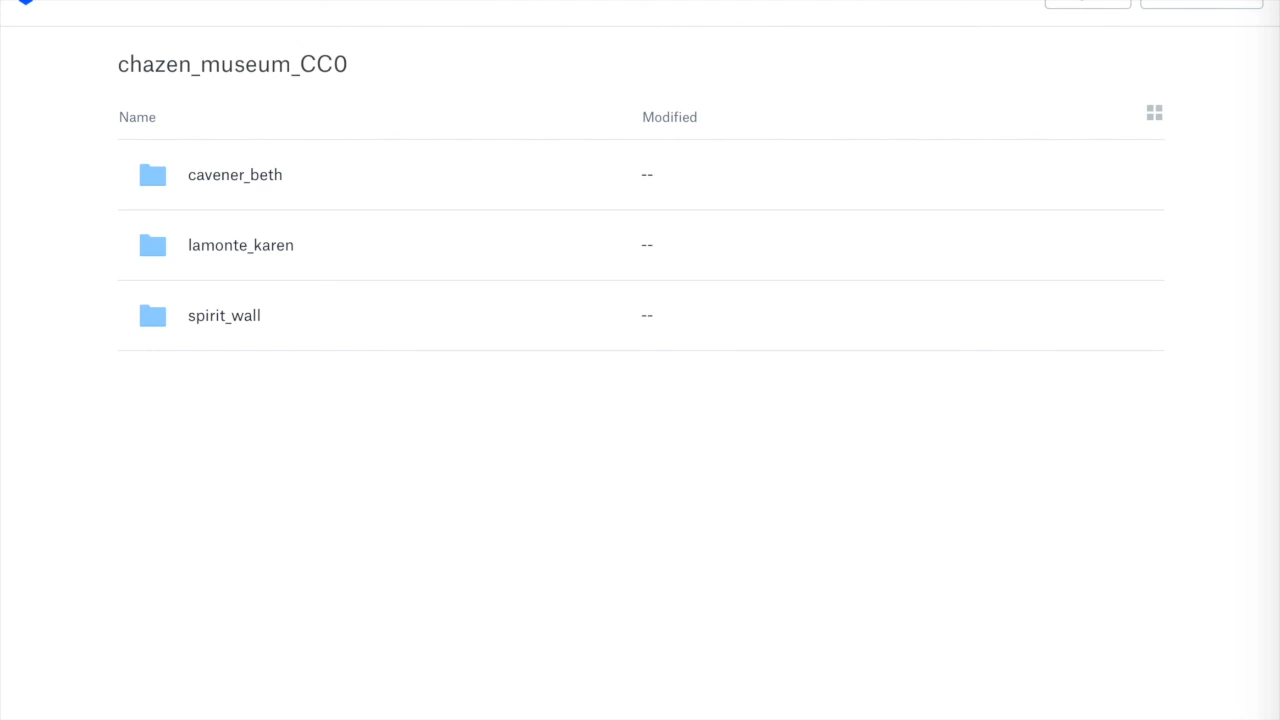 chazen_museum_CC0
Name Modified
cavener_beth --
lamonte_karen --
spirit_wall --